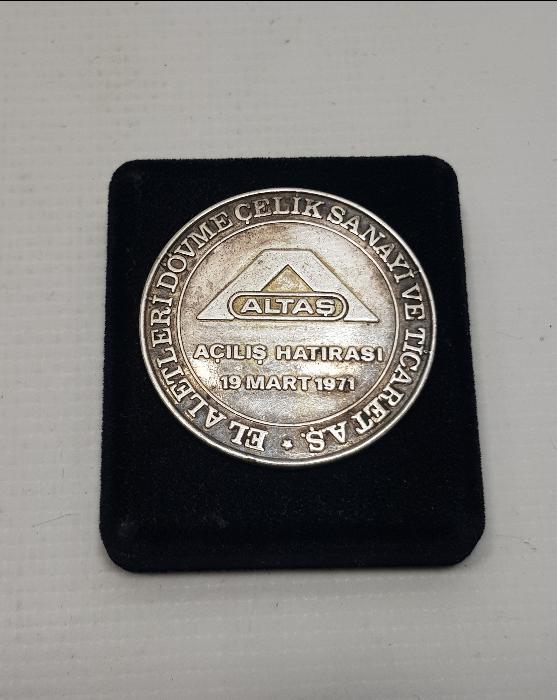 EL ALETLERİ DÖVME ÇELİK SANAYİ VE TİCARET A.Ş.
ALTAŞ
AÇILIŞ HATIRASI
19 MART 1971